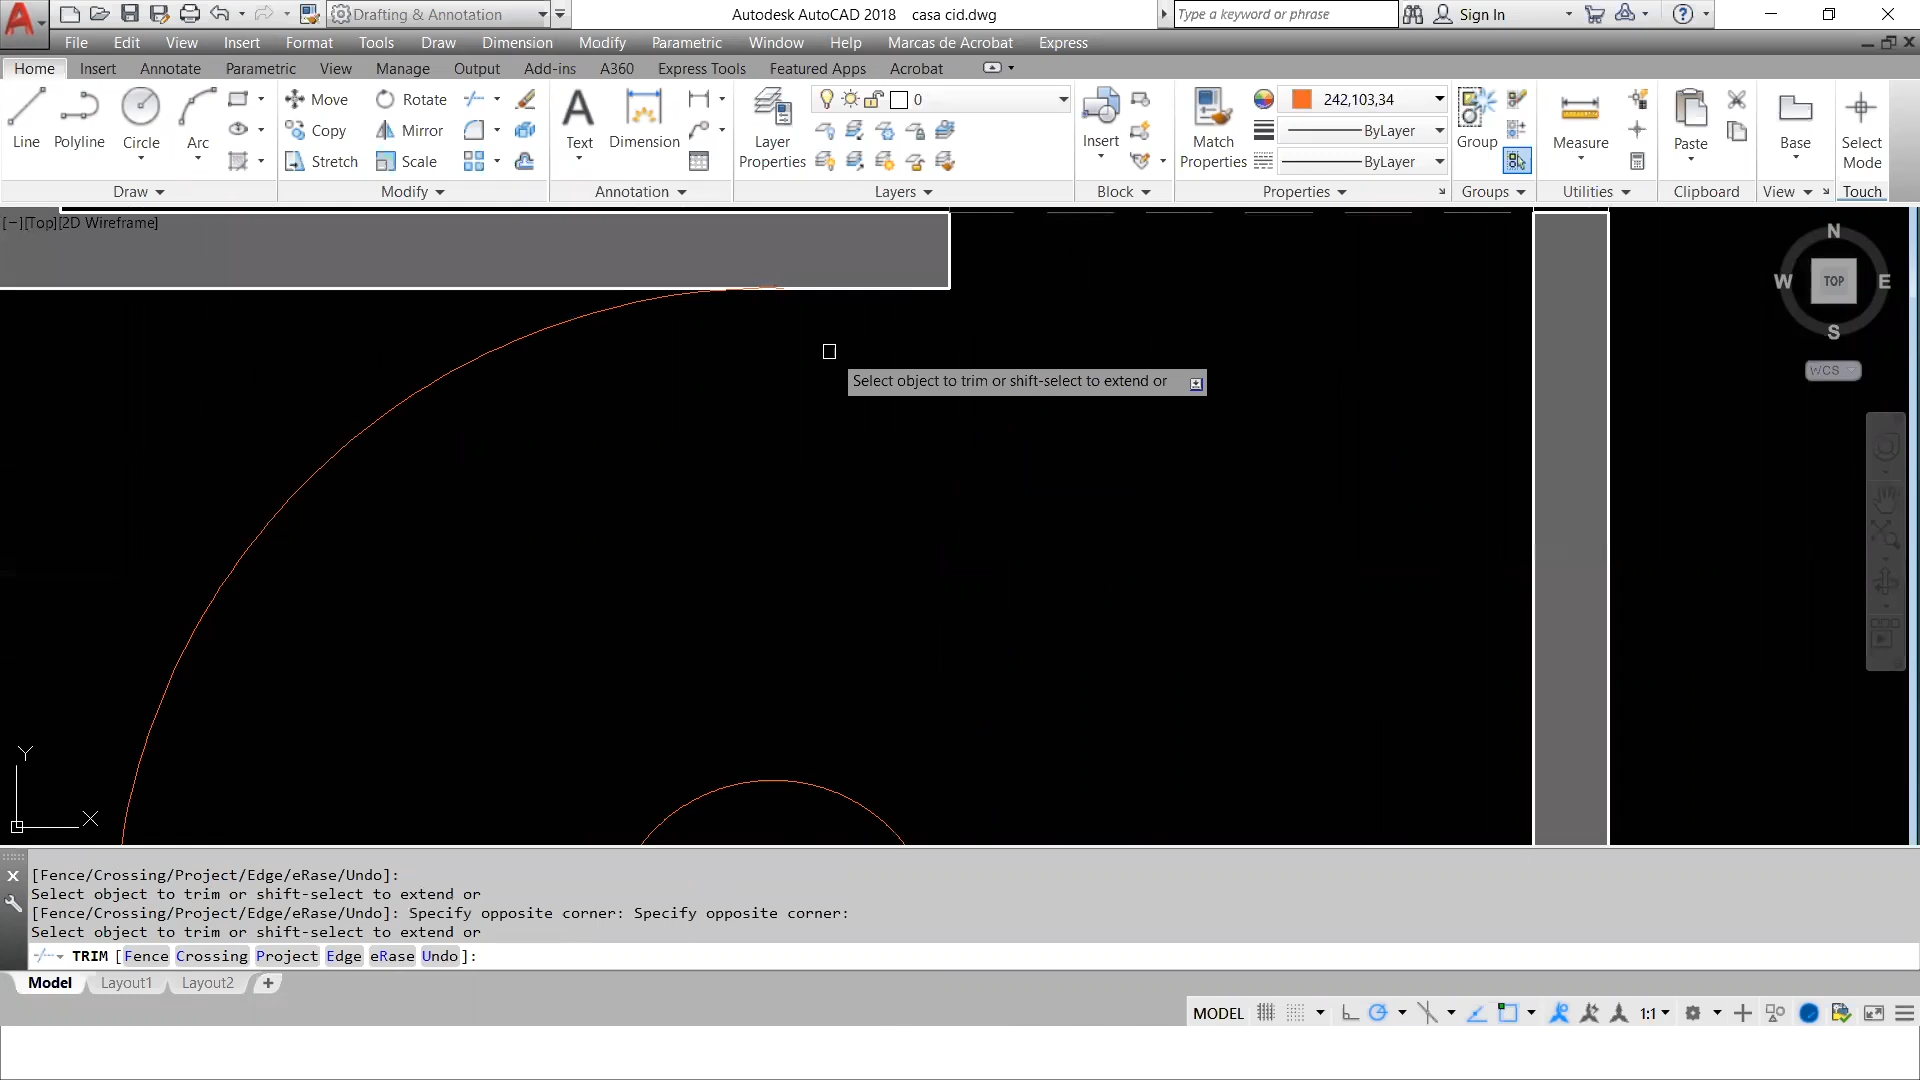 Drafting & Annotation
Autodesk AutoCAD 2018 casa cid.dwg
Type a keyword or phrase
Sign In
File Edit View Insert Format Tools Draw Dimension Modify Parametric Window Help Marcas de Acrobat Express
Home Insert Annotate Parametric View Manage Output Add-ins A360 Express Tools Featured Apps Acrobat
Line Polyline Circle Arc
Move Rotate
Copy Mirror
Stretch Scale
Text Dimension
Layer Properties
0
Insert
Match Properties
242,103,34
ByLayer
ByLayer
Group
Measure
Paste
Base
Select Mode
Draw Modify Annotation Layers Block Properties Groups Utilities Clipboard View Touch
[−][Top][2D Wireframe]
N
W TOP E
S
WCS
Select object to trim or shift-select to extend or
Y
X
[Fence/Crossing/Project/Edge/eRase/Undo]:
Select object to trim or shift-select to extend or
[Fence/Crossing/Project/Edge/eRase/Undo]: Specify opposite corner: Specify opposite corner:
Select object to trim or shift-select to extend or
TRIM [Fence Crossing Project Edge eRase Undo]:
Model Layout1 Layout2 +
MODEL 1:1